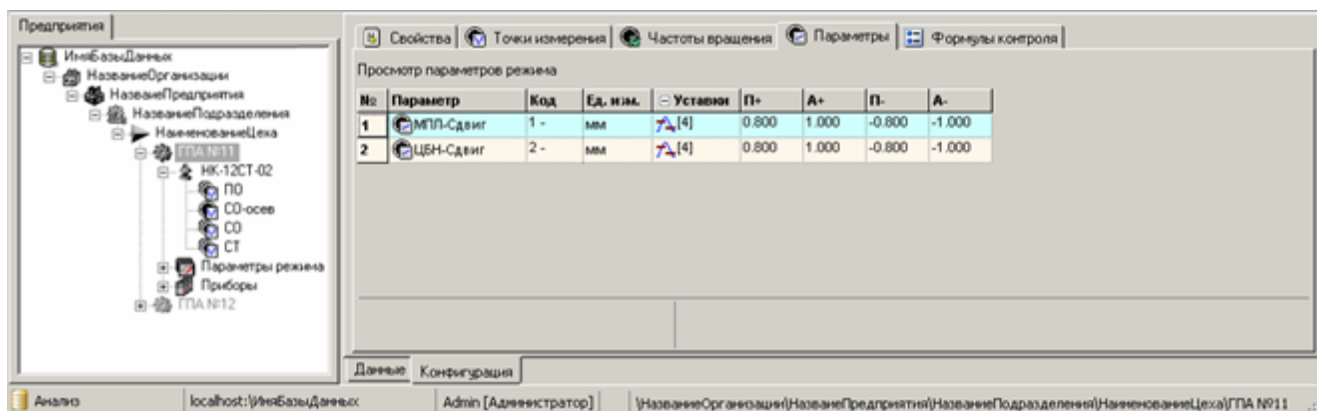 Предприятия
ИмяБазыДанных
НазваниеОрганизации
НазваниеПредприятия
НазваниеПодразделения
НаименованиеЦеха
ГПА №11
НК-12СТ-02
ПО
СО-осев
СО
СТ
Параметры режима
Приборы
ГПА №12
Свойства Точки измерения Частоты вращения Параметры Формулы контроля
Просмотр параметров режима
№ Параметр Код Ед. изм. Уставки П+ А+ П- А-
1 МПЛ-Сдвиг 1 - мм [4] 0.800 1.000 -0.800 -1.000
2 ЦБН-Сдвиг 2 - мм [4] 0.800 1.000 -0.800 -1.000
Данные Конфигурация
Анализ localhost:\ИмяБазыДанных Admin [Администратор] \НазваниеОрганизации\НазваниеПредприятия\НазваниеПодразделения\НаименованиеЦеха\ГПА №11